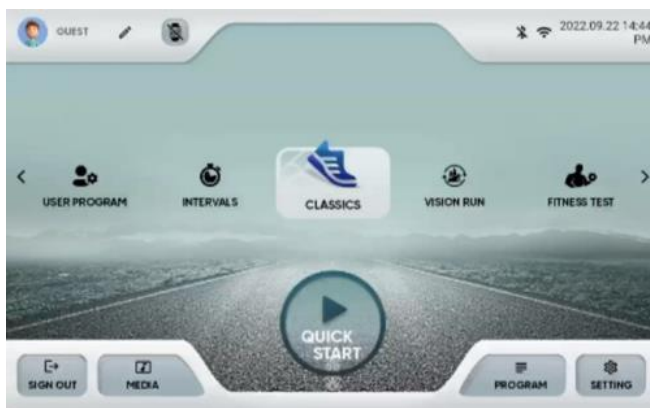 GUEST
2022.09.22 14:44
PM
USER PROGRAM
INTERVALS
CLASSICS
VISION RUN
FITNESS TEST
QUICK
START
SIGN OUT
MEDIA
PROGRAM
SETTING